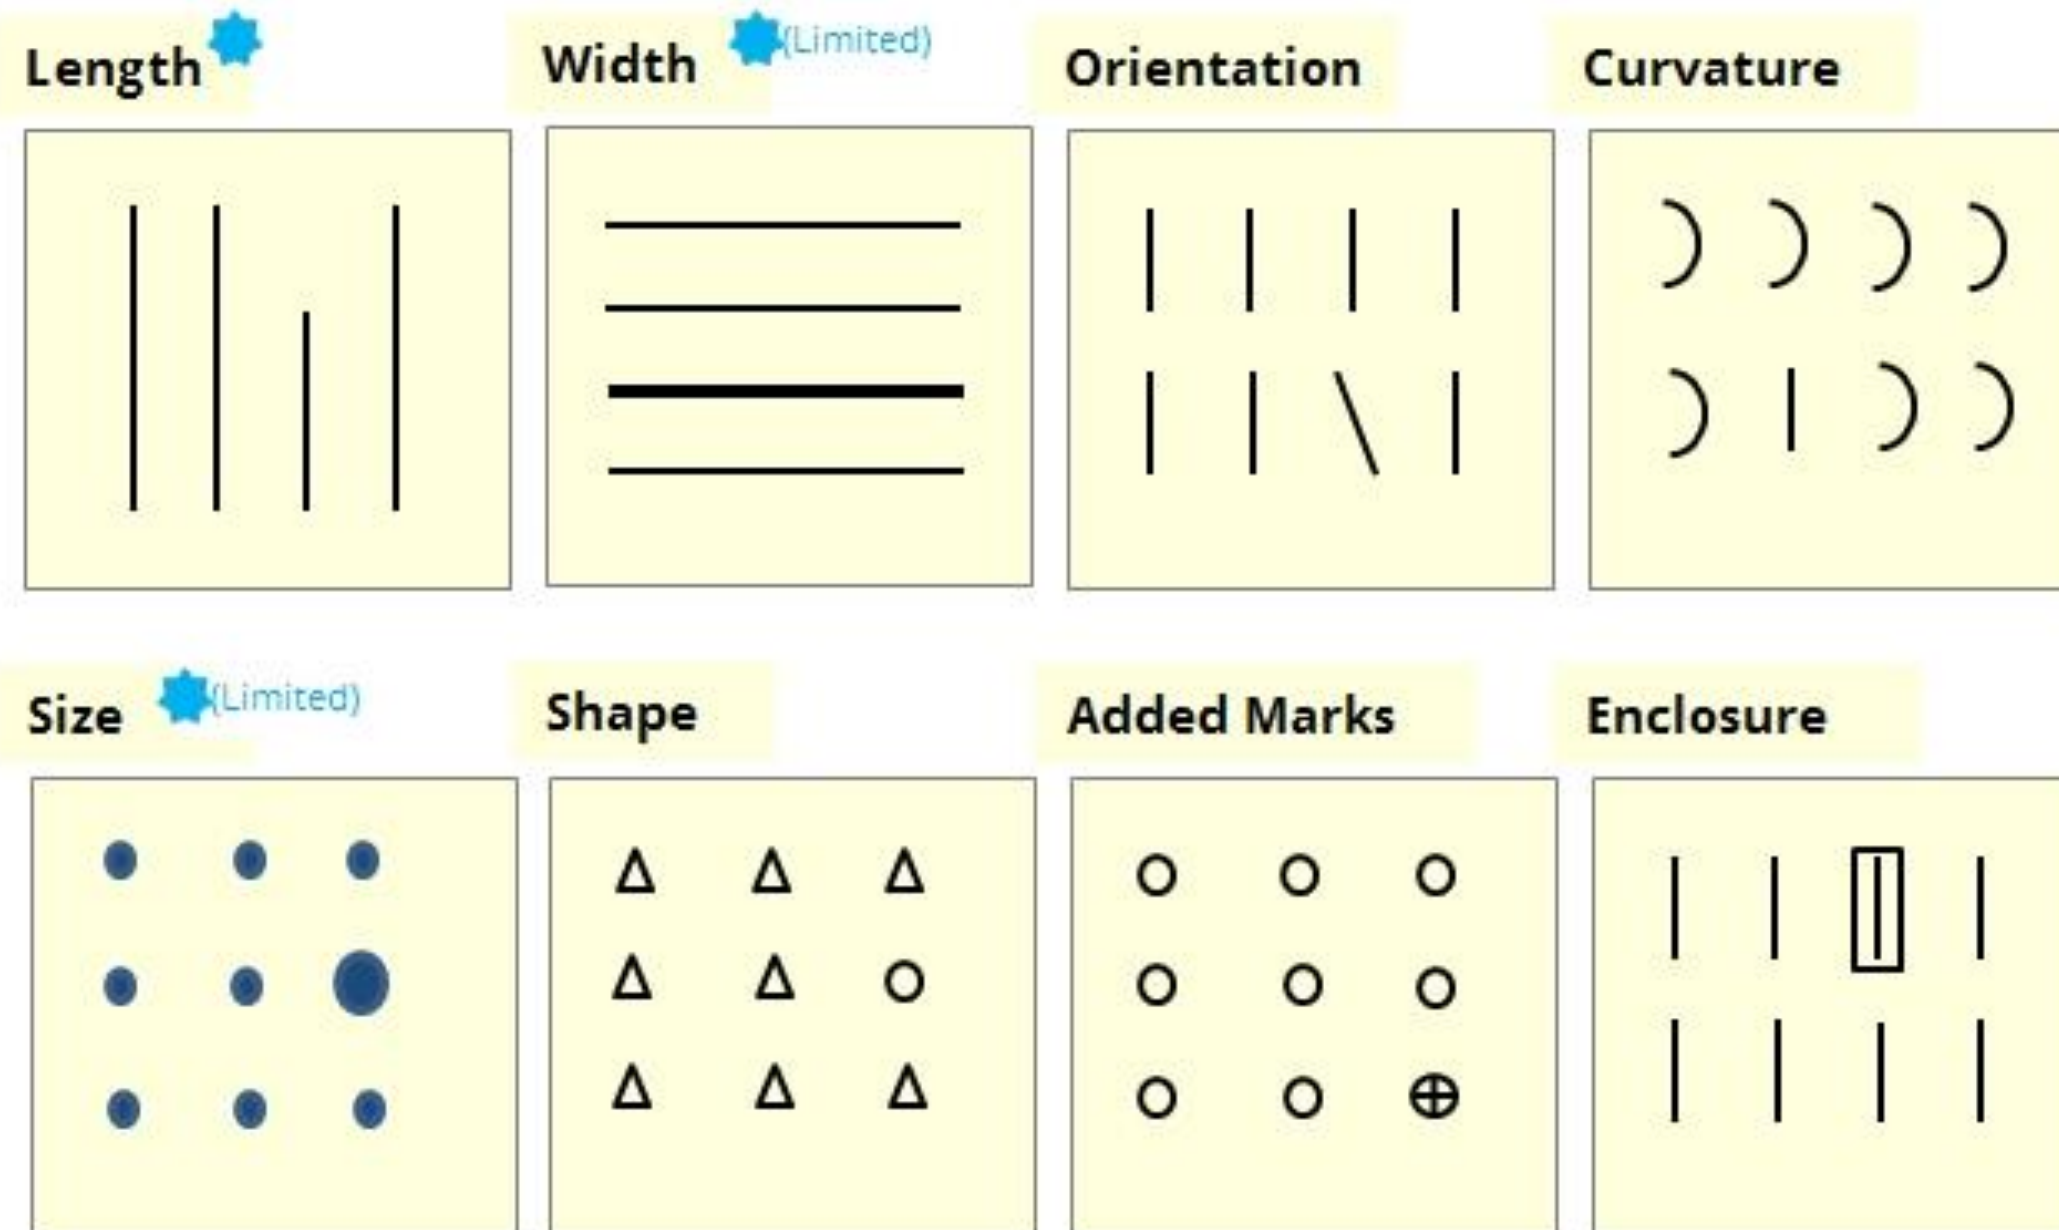 Length
Width (Limited)
Orientation
Curvature
Size (Limited)
Shape
Added Marks
Enclosure